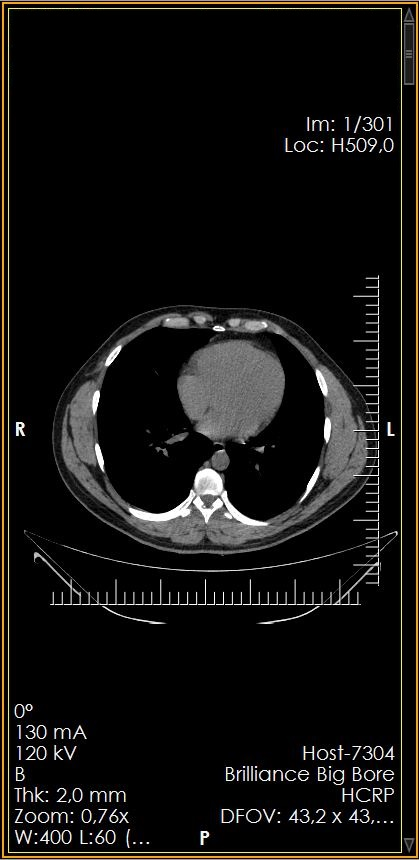 Im: 1/301
Loc: H509,0
R
L
0°
130 mA
120 kV
Host-7304
B
Brilliance Big Bore
Thk: 2,0 mm
HCRP
Zoom: 0,76x
DFOV: 43,2 x 43,...
W:400 L:60 (...
P